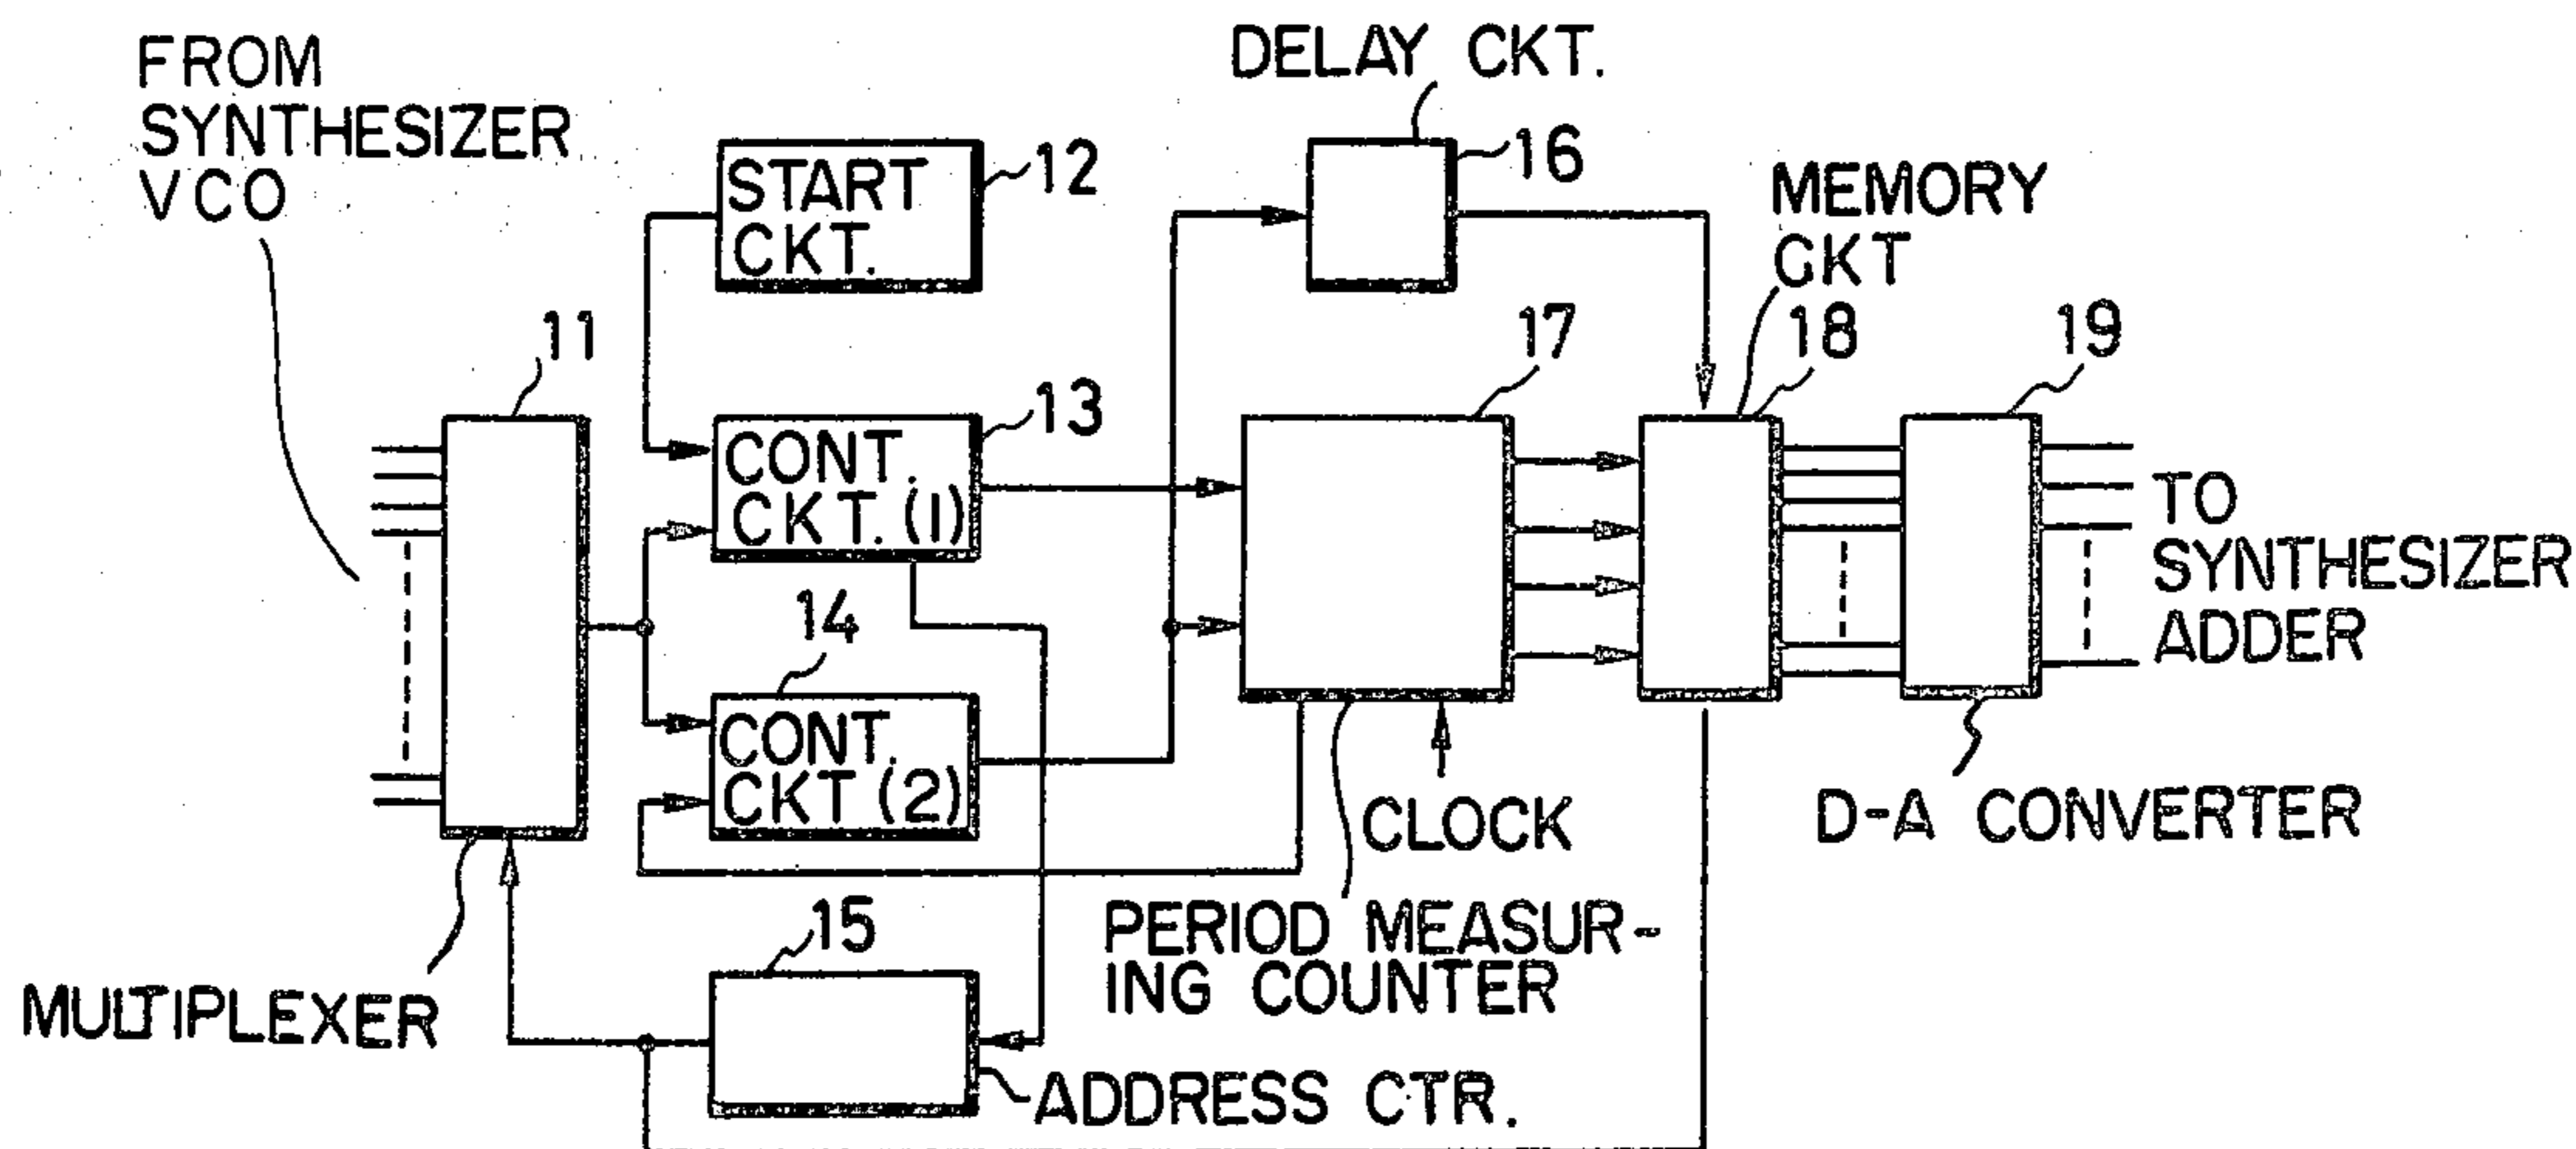 FROM
SYNTHESIZER
VCO
DELAY CKT.
START
CKT.
12
16
MEMORY
CKT
11
13
17
18
19
CONT.
CKT. (1)
TO
SYNTHESIZER
ADDER
14
CONT.
CKT (2)
CLOCK
D-A CONVERTER
15
PERIOD MEASUR-
ING COUNTER
MULTIPLEXER
ADDRESS CTR.